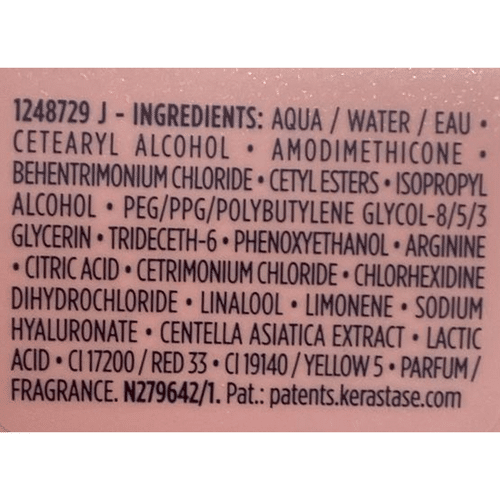 1248729 J - INGREDIENTS: AQUA / WATER / EAU •
CETEARYL ALCOHOL • AMODIMETHICONE •
BEHENTRIMONIUM CHLORIDE • CETYL ESTERS • ISOPROPYL
ALCOHOL • PEG/PPG/POLYBUTYLENE GLYCOL-8/5/3
GLYCERIN • TRIDECETH-6 • PHENOXYETHANOL • ARGININE
• CITRIC ACID • CETRIMONIUM CHLORIDE • CHLORHEXIDINE
DIHYDROCHLORIDE • LINALOOL • LIMONENE • SODIUM
HYALURONATE • CENTELLA ASIATICA EXTRACT • LACTIC
ACID • CI 17200 / RED 33 • CI 19140 / YELLOW 5 • PARFUM /
FRAGRANCE. N279642/1. Pat.: patents.kerastase.com